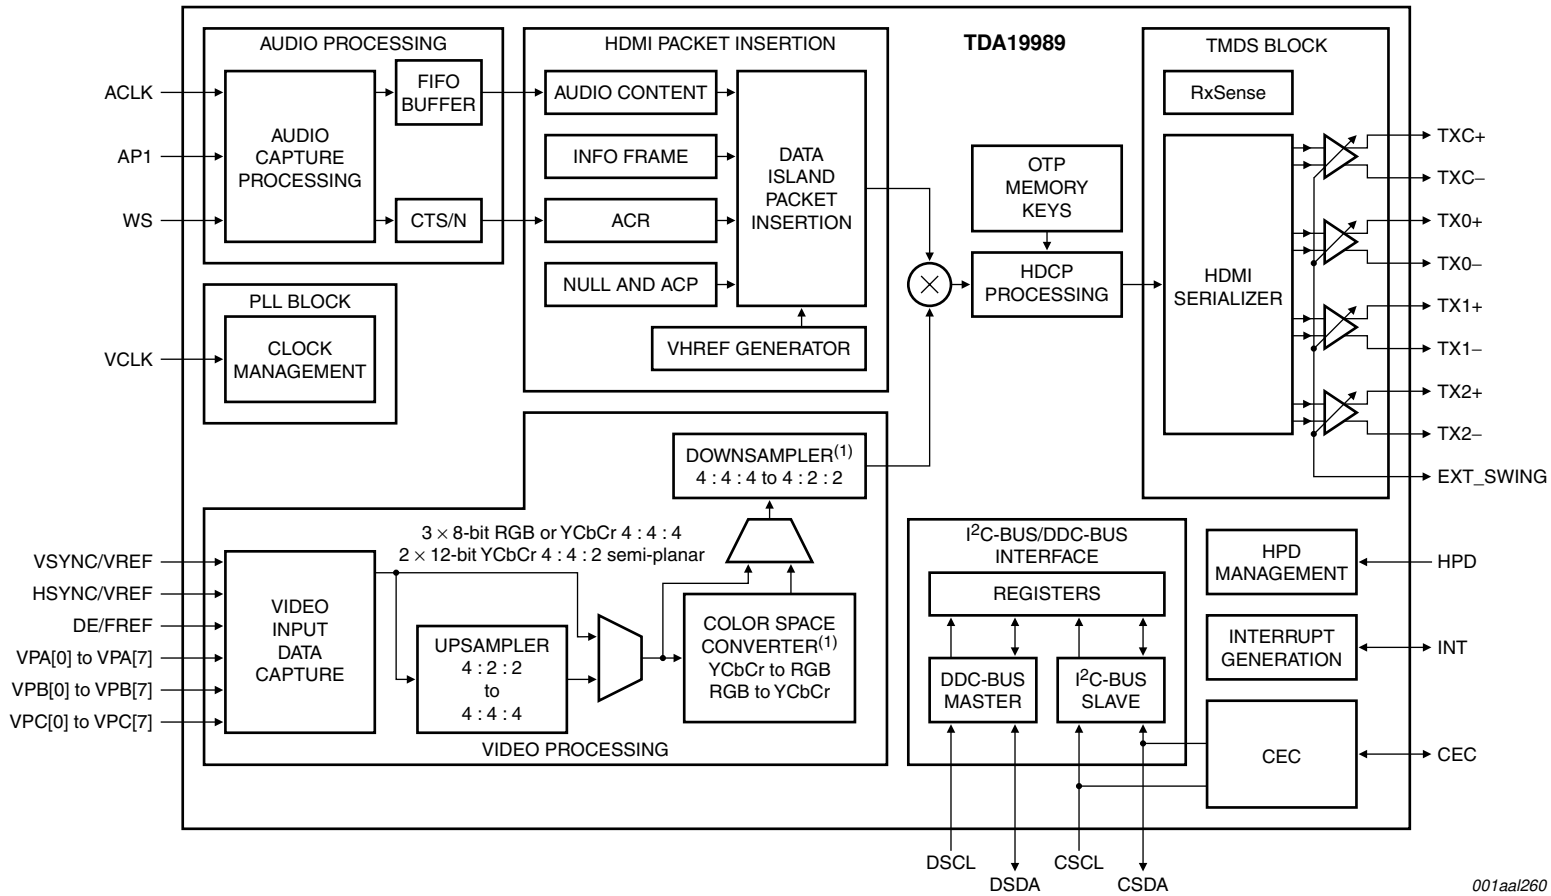 AUDIO PROCESSING
ACLK
AP1
WS
AUDIO
CAPTURE
PROCESSING
FIFO
BUFFER
CTS/N
HDMI PACKET INSERTION
AUDIO CONTENT
INFO FRAME
ACR
NULL AND ACP
DATA
ISLAND
PACKET
INSERTION
VHREF GENERATOR
TDA19989
OTP
MEMORY
KEYS
HDCP
PROCESSING
TMDS BLOCK
RxSense
HDMI
SERIALIZER
TXC+
TXC−
TX0+
TX0−
TX1+
TX1−
TX2+
TX2−
EXT_SWING
PLL BLOCK
VCLK
CLOCK
MANAGEMENT
DOWNSAMPLER(1)
4 : 4 : 4 to 4 : 2 : 2
3 × 8-bit RGB or YCbCr 4 : 4 : 4
2 × 12-bit YCbCr 4 : 4 : 2 semi-planar
VSYNC/VREF
HSYNC/VREF
DE/FREF
VPA[0] to VPA[7]
VPB[0] to VPB[7]
VPC[0] to VPC[7]
VIDEO
INPUT
DATA
CAPTURE
UPSAMPLER
4 : 2 : 2
to
4 : 4 : 4
COLOR SPACE
CONVERTER(1)
YCbCr to RGB
RGB to YCbCr
VIDEO PROCESSING
I2C-BUS/DDC-BUS
INTERFACE
REGISTERS
DDC-BUS
MASTER
I2C-BUS
SLAVE
HPD
MANAGEMENT
HPD
INTERRUPT
GENERATION
INT
CEC
CEC
DSCL
DSDA
CSCL
CSDA
001aal260